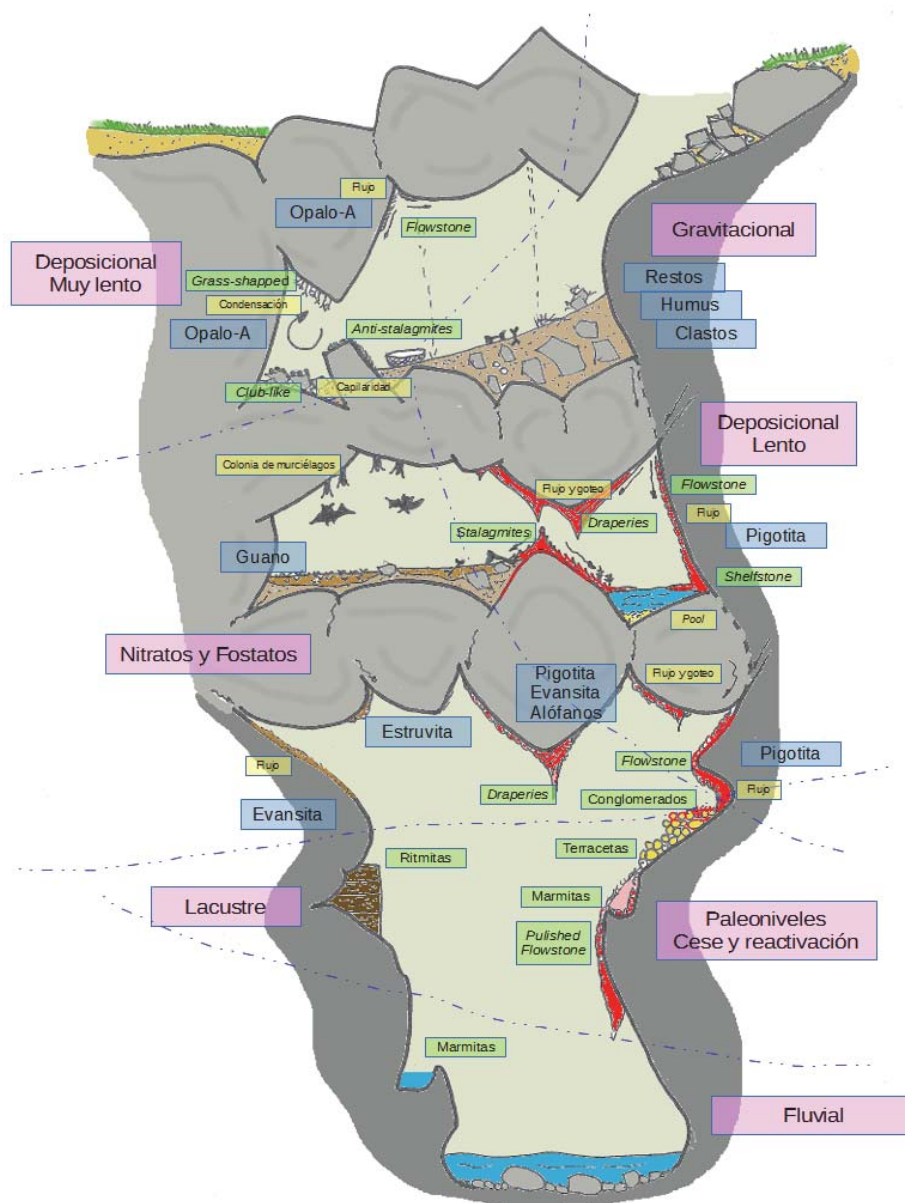 Flujo
Opalo-A
Flowstone
Gravitacional
Deposicional
Muy lento
Grass-shapped
Condensación
Opalo-A
Anti-stalagmites
Restos
Humus
Clastos
Club-like
Capilaridad
Deposicional
Lento
Colonia de murciélagos
Flujo y goteo
Flowstone
Flujo
Stalagmites
Draperies
Pigotita
Guano
Shelfstone
Pool
Nitratos y Fostatos
Pigotita
Evansita
Alófanos
Flujo y goteo
Estruvita
Flujo
Flowstone
Pigotita
Draperies
Conglomerados
Flujo
Evansita
Terracetas
Ritmitas
Lacustre
Marmitas
Paleoniveles
Cese y reactivación
Pulished
Flowstone
Marmitas
Fluvial